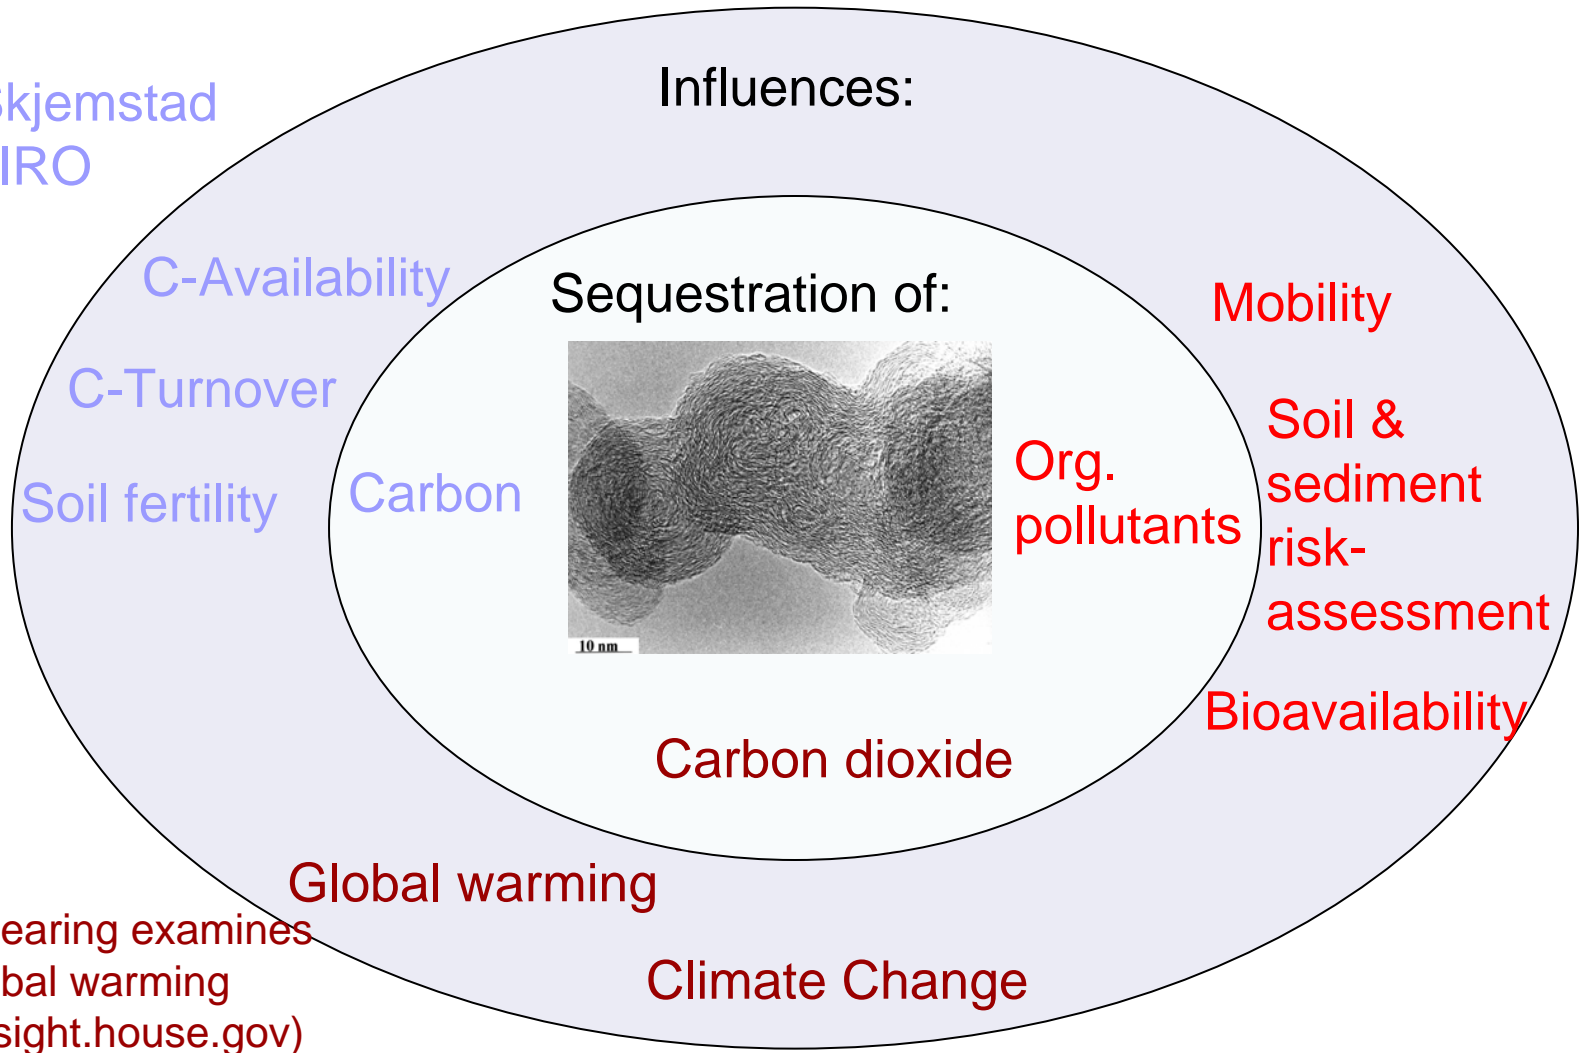 Influences:
Skjemstad
IRO
C-Availability
Sequestration of:
Mobility
C-Turnover
Soil &
sediment
risk-
assessment
Org.
pollutants
Soil fertility
Carbon
10 nm
Bioavailability
Carbon dioxide
Global warming
earing examines
bal warming
sight.house.gov)
Climate Change